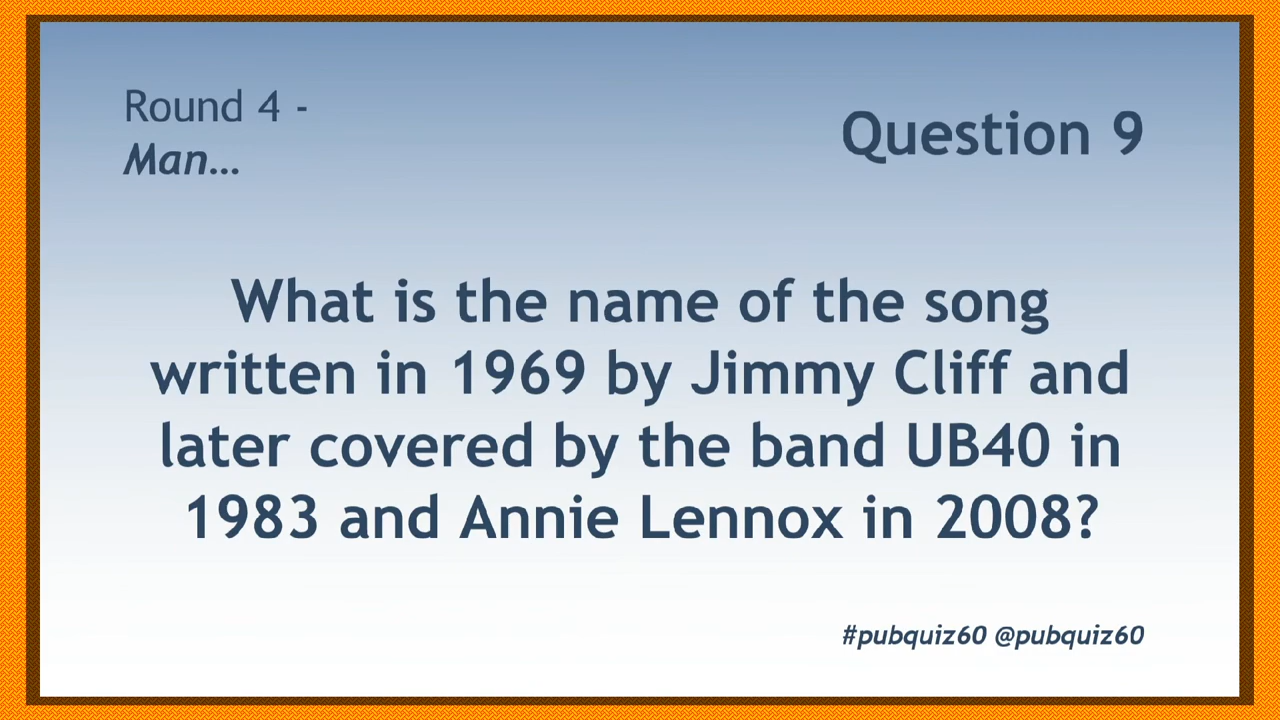 Round 4 -
Man...
Question 9
What is the name of the song
written in 1969 by Jimmy Cliff and
later covered by the band UB40 in
1983 and Annie Lennox in 2008?
#pubquiz60 @pubquiz60